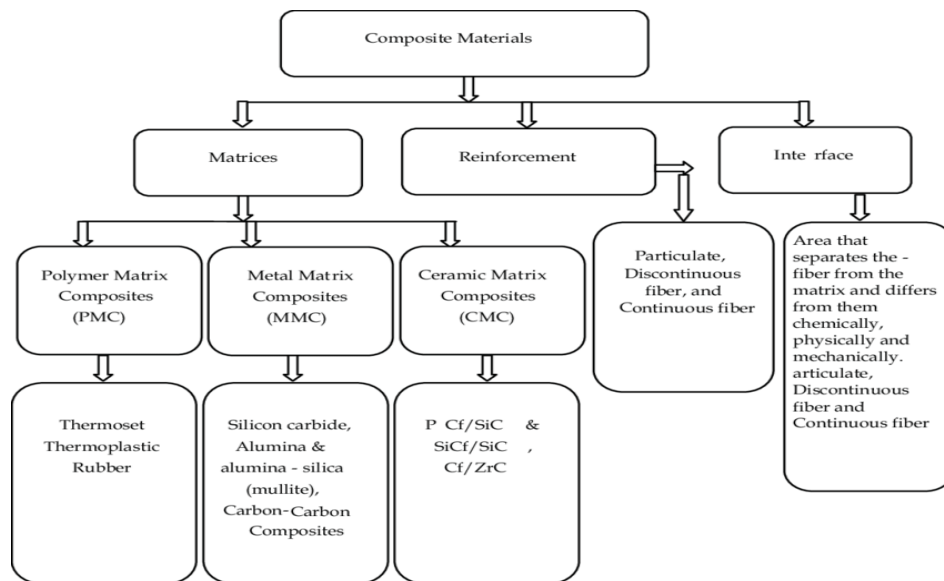 Composite Materials
Matrices
Reinforcement
Inte rface
Polymer Matrix
Composites
(PMC)
Metal Matrix
Composites
(MMC)
Ceramic Matrix
Composites
(CMC)
Particulate,
Discontinuous
fiber, and
Continuous fiber
Area that
separates the -
fiber from the
matrix and differs
from them
chemically,
physically and
mechanically.
articulate,
Discontinuous
fiber and
Continuous fiber
Thermoset
Thermoplastic
Rubber
Silicon carbide,
Alumina &
alumina - silica
(mullite),
Carbon-Carbon
Composites
P Cf/SiC &
SiCf/SiC ,
Cf/ZrC